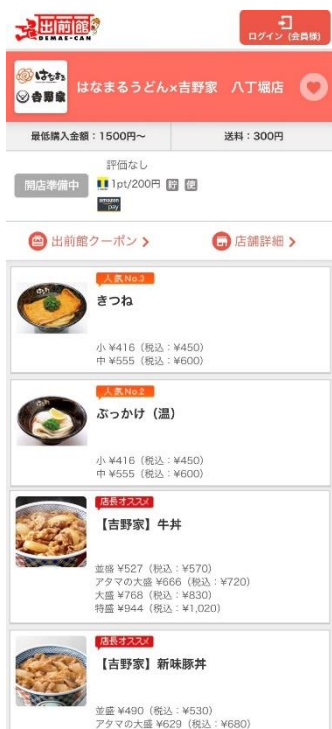 出前館
DEMAE-CAN
ログイン (会員様)
はなまる
吉野家
はなまるうどん×吉野家 八丁堀店
最低購入金額：1500円〜
送料：300円
評価なし
開店準備中
1pt/200円 貯 使
amazon
pay
出前館クーポン
店舗詳細
人気No.3
きつね
小 ¥416（税込：¥450）
中 ¥555（税込：¥600）
人気No.2
ぶっかけ（温）
小 ¥416（税込：¥450）
中 ¥555（税込：¥600）
店長オススメ
【吉野家】牛丼
並盛 ¥527（税込：¥570）
アタマの大盛 ¥666（税込：¥720）
大盛 ¥768（税込：¥830）
特盛 ¥944（税込：¥1,020）
店長オススメ
【吉野家】新味豚丼
並盛 ¥490（税込：¥530）
アタマの大盛 ¥629（税込：¥680）